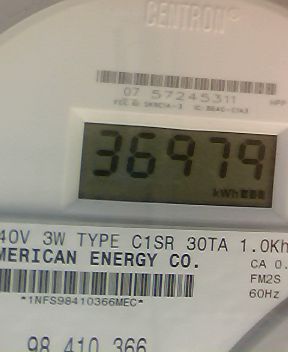 CENTRON®
07 57245311
HPP
36979
kWh
40V 3W TYPE C1SR 30TA 1.0Kh
MERICAN ENERGY CO.
CA 0.
FM2S
*1NFS98410366MEC*
60Hz
98 410 366